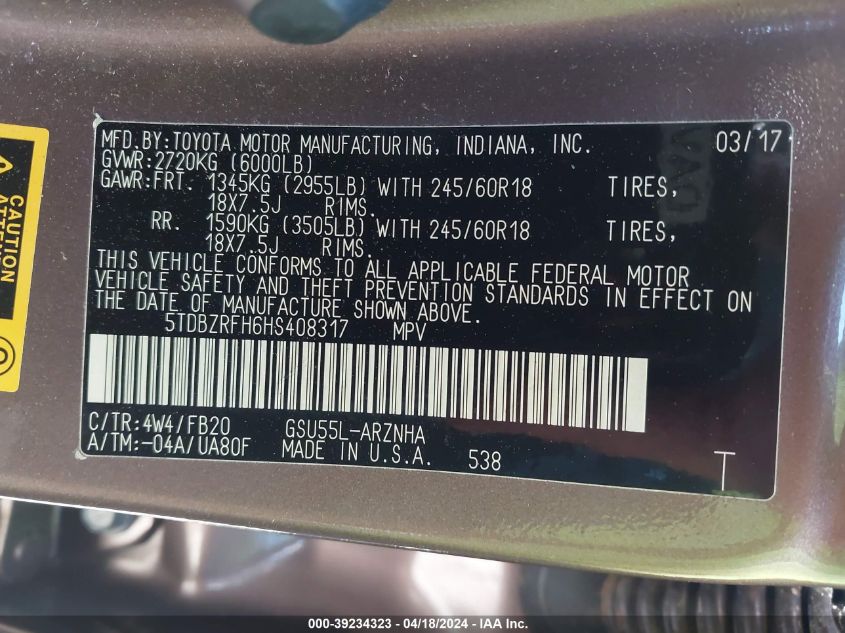 MFD.BY:TOYOTA MOTOR MANUFACTURING, INDIANA, INC. 03/17
GVWR:2720KG (6000LB)
GAWR:FRT. 1345KG (2955LB) WITH 245/60R18 TIRES,
18X7.5J RIMS.
RR. 1590KG (3505LB) WITH 245/60R18 TIRES,
18X7.5J RIMS.
THIS VEHICLE CONFORMS TO ALL APPLICABLE FEDERAL MOTOR
VEHICLE SAFETY AND THEFT PREVENTION STANDARDS IN EFFECT ON
THE DATE OF MANUFACTURE SHOWN ABOVE.
5TDBZRFH6HS408317 MPV
C/TR:4W4/FB20 GSU55L-ARZNHA
A/TM:-04A/UA80F MADE IN U.S.A. 538 T
CAUTION
000-39234323 - 04/18/2024 - IAA Inc.